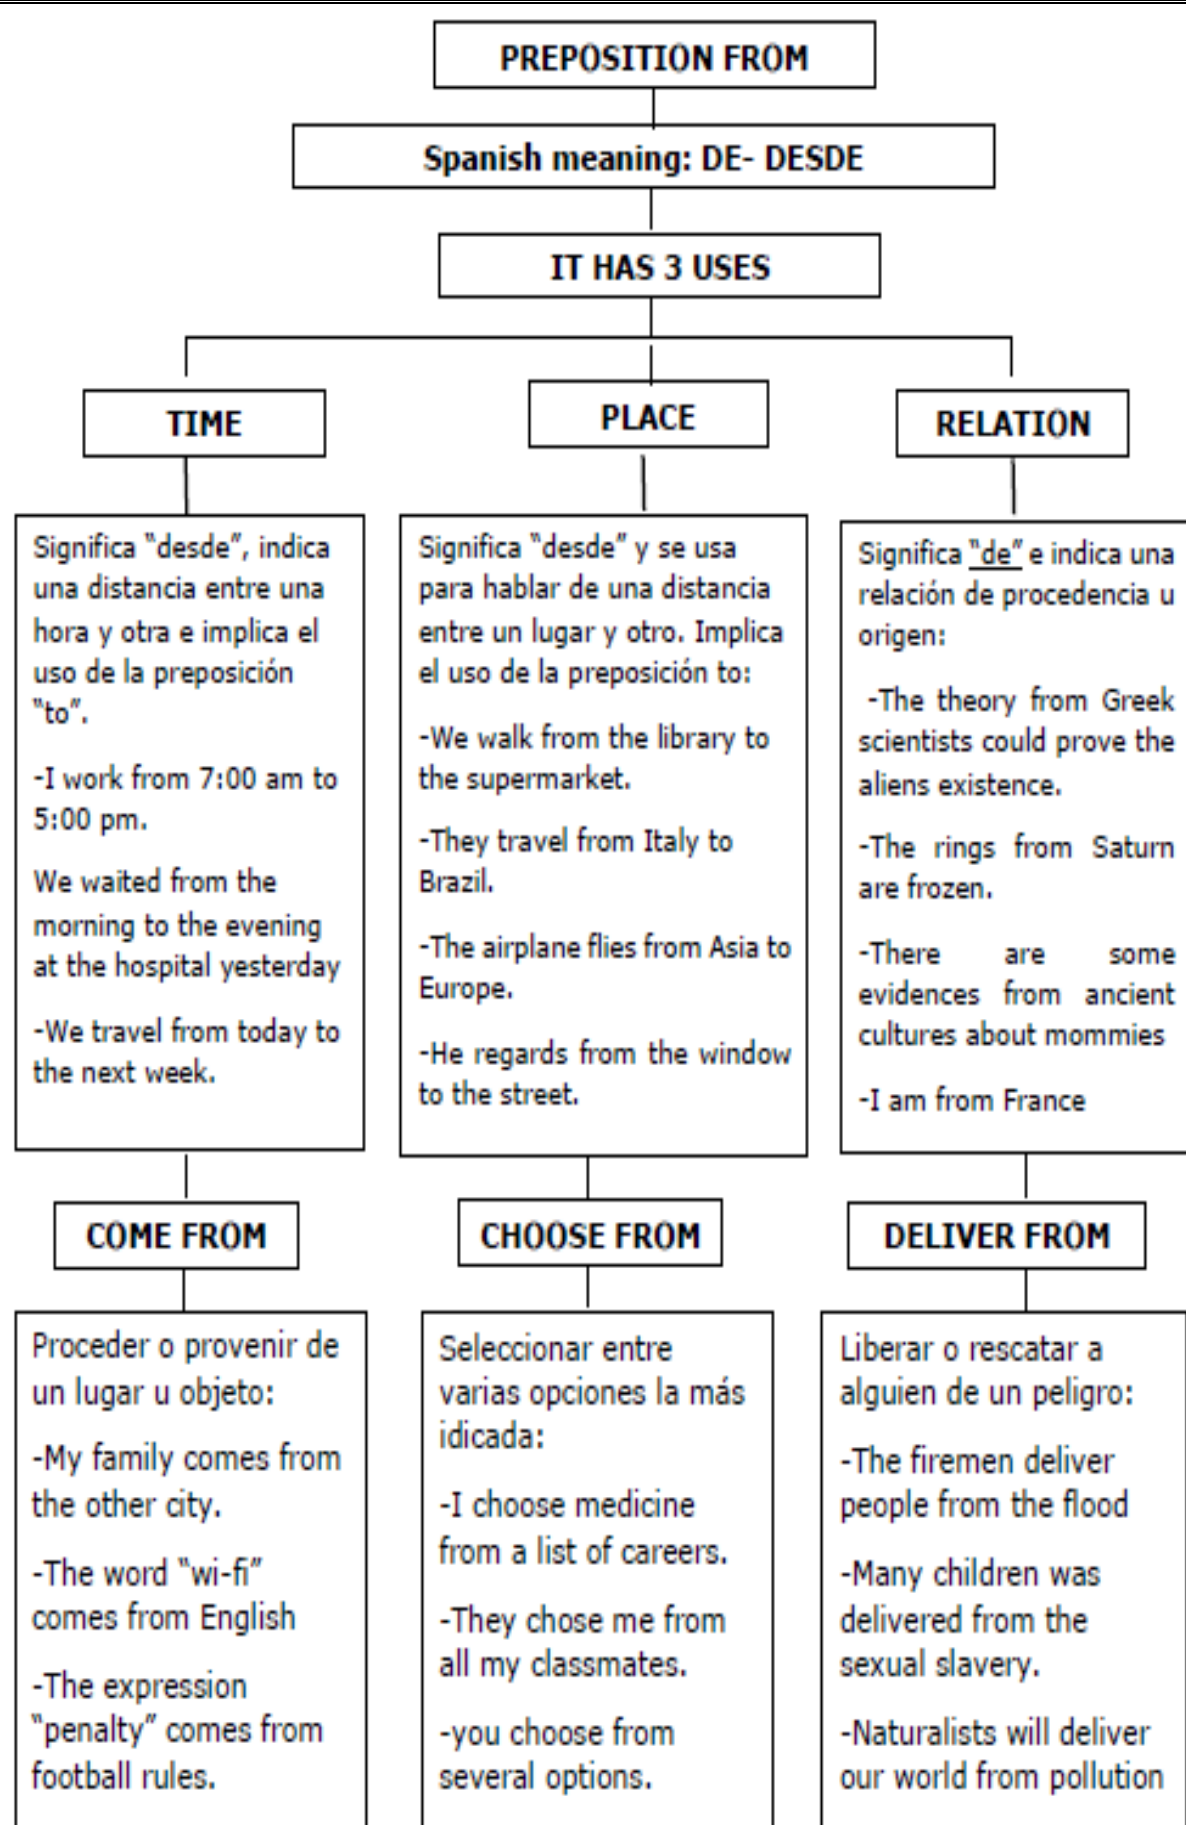 PREPOSITION FROM
Spanish meaning: DE- DESDE
IT HAS 3 USES
TIME
Significa "desde", indica
una distancia entre una
hora y otra e implica el
uso de la preposición
"to".
-I work from 7:00 am to
5:00 pm.
We waited from the
morning to the evening
at the hospital yesterday
-We travel from today to
the next week.
PLACE
Significa "desde" y se usa
para hablar de una distancia
entre un lugar y otro. Implica
el uso de la preposición to:
-We walk from the library to
the supermarket.
-They travel from Italy to
Brazil.
-The airplane flies from Asia to
Europe.
-He regards from the window
to the street.
RELATION
Significa "de" e indica una
relación de procedencia u
origen:
-The theory from Greek
scientists could prove the
aliens existence.
-The rings from Saturn
are frozen.
-There are some
evidences from ancient
cultures about mommies
-I am from France
COME FROM
Proceder o provenir de
un lugar u objeto:
-My family comes from
the other city.
-The word "wi-fi"
comes from English
-The expression
"penalty" comes from
football rules.
CHOOSE FROM
Seleccionar entre
varias opciones la más
idicada:
-I choose medicine
from a list of careers.
-They chose me from
all my classmates.
-you choose from
several options.
DELIVER FROM
Liberar o rescatar a
alguien de un peligro:
-The firemen deliver
people from the flood
-Many children was
delivered from the
sexual slavery.
-Naturalists will deliver
our world from pollution